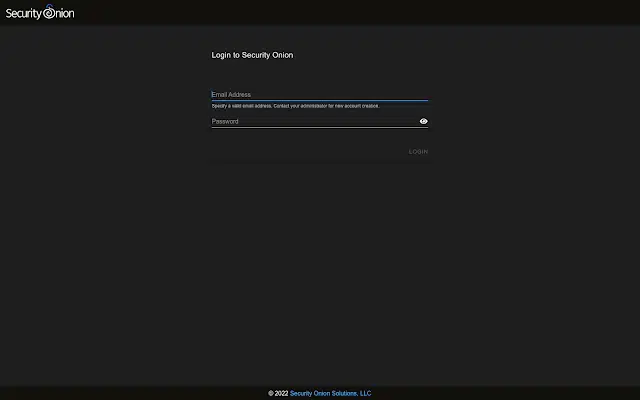 Security Onion
Login to Security Onion
Email Address
Specify a valid email address. Contact your administrator for new account creation.
Password
LOGIN
© 2022 Security Onion Solutions, LLC